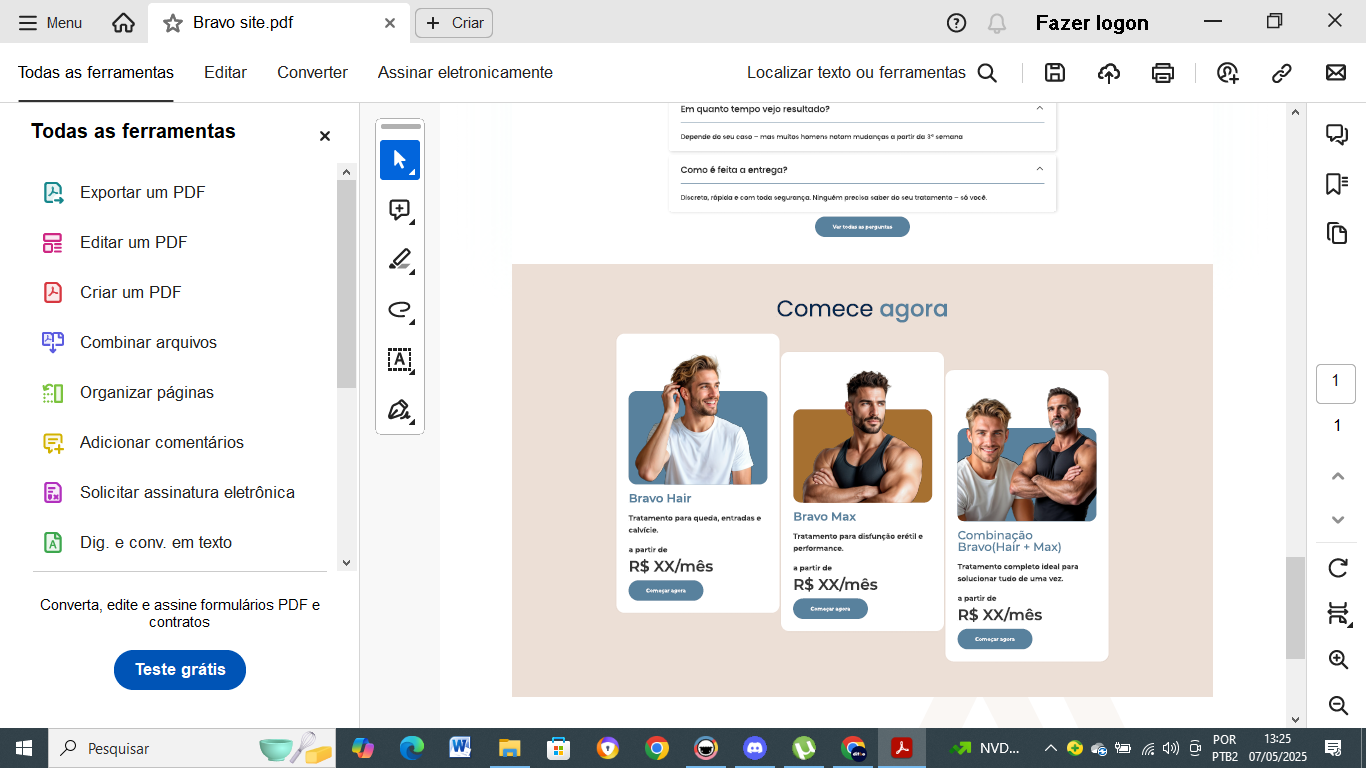 Menu
Bravo site.pdf
Criar
Fazer logon
Todas as ferramentas
Editar
Converter
Assinar eletronicamente
Localizar texto ou ferramentas
Todas as ferramentas
Exportar um PDF
Editar um PDF
Criar um PDF
Combinar arquivos
Organizar páginas
Adicionar comentários
Solicitar assinatura eletrônica
Dig. e conv. em texto
Converta, edite e assine formulários PDF e
contratos
Teste grátis
Em quanto tempo vejo resultado?
Depende do seu caso – mas muitos homens notam mudanças a partir da 3ª semana
Como é feita a entrega?
Discreta, rápida e com toda segurança. Ninguém precisa saber do seu tratamento – só você.
Ver todas as perguntas
Comece agora
Bravo Hair
Tratamento para queda, entradas e
calvície.
a partir de
R$ XX/mês
Começar agora
Bravo Max
Tratamento para disfunção erétil e
performance.
a partir de
R$ XX/mês
Começar agora
Combinação
Bravo(Hair + Max)
Tratamento completo ideal para
solucionar tudo de uma vez.
a partir de
R$ XX/mês
Começar agora
1
1
Pesquisar
NVD...
POR
PTB2
13:25
07/05/2025